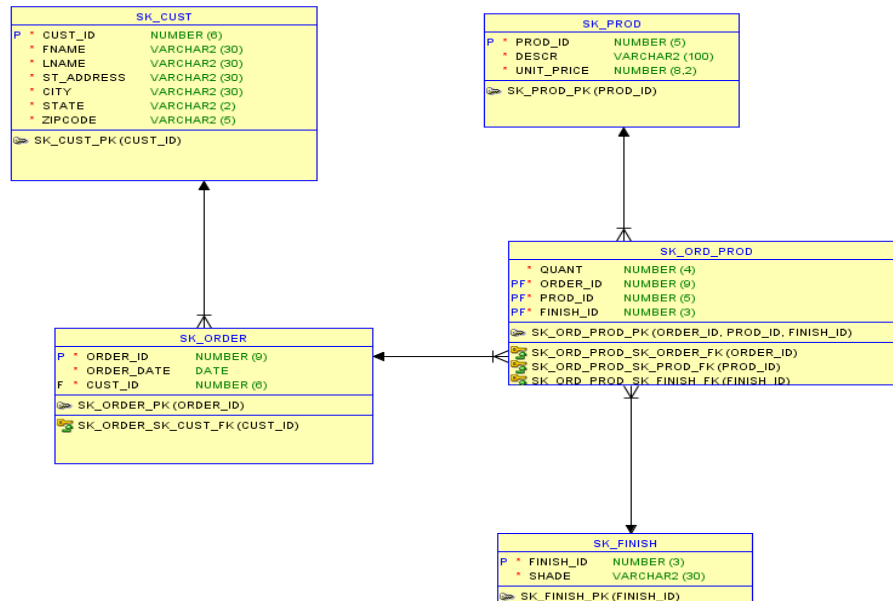 SK_CUST
P * CUST_ID NUMBER (6)
* FNAME VARCHAR2 (30)
* LNAME VARCHAR2 (30)
* ST_ADDRESS VARCHAR2 (30)
* CITY VARCHAR2 (30)
* STATE VARCHAR2 (2)
* ZIPCODE VARCHAR2 (5)
SK_CUST_PK (CUST_ID)
SK_PROD
P * PROD_ID NUMBER (5)
* DESCR VARCHAR2 (100)
* UNIT_PRICE NUMBER (8,2)
SK_PROD_PK (PROD_ID)
SK_ORD_PROD
* QUANT NUMBER (4)
PF* ORDER_ID NUMBER (9)
PF* PROD_ID NUMBER (5)
PF* FINISH_ID NUMBER (3)
SK_ORD_PROD_PK (ORDER_ID, PROD_ID, FINISH_ID)
SK_ORD_PROD_SK_ORDER_FK (ORDER_ID)
SK_ORD_PROD_SK_PROD_FK (PROD_ID)
SK_ORD_PROD_SK_FINISH_FK (FINISH_ID)
SK_ORDER
P * ORDER_ID NUMBER (9)
* ORDER_DATE DATE
F * CUST_ID NUMBER (6)
SK_ORDER_PK (ORDER_ID)
SK_ORDER_SK_CUST_FK (CUST_ID)
SK_FINISH
P * FINISH_ID NUMBER (3)
* SHADE VARCHAR2 (30)
SK_FINISH_PK (FINISH_ID)